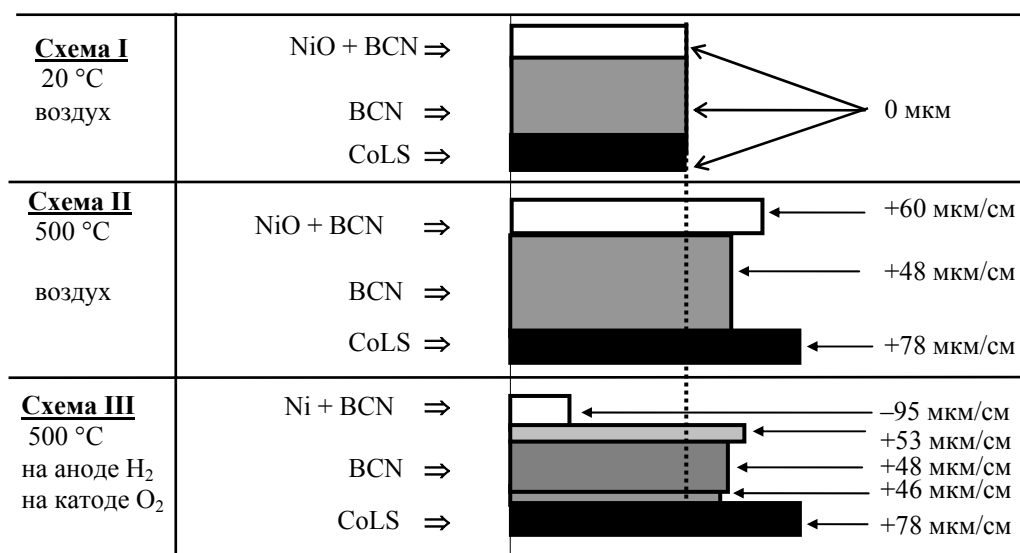 Схема I
20 °C
воздух
NiO + BCN ⇒
BCN ⇒
CoLS ⇒
0 мкм
Схема II
500 °C
воздух
NiO + BCN ⇒
BCN ⇒
CoLS ⇒
+60 мкм/см
+48 мкм/см
+78 мкм/см
Схема III
500 °C
на аноде H₂
на катоде O₂
Ni + BCN ⇒
BCN ⇒
CoLS ⇒
–95 мкм/см
+53 мкм/см
+48 мкм/см
+46 мкм/см
+78 мкм/см